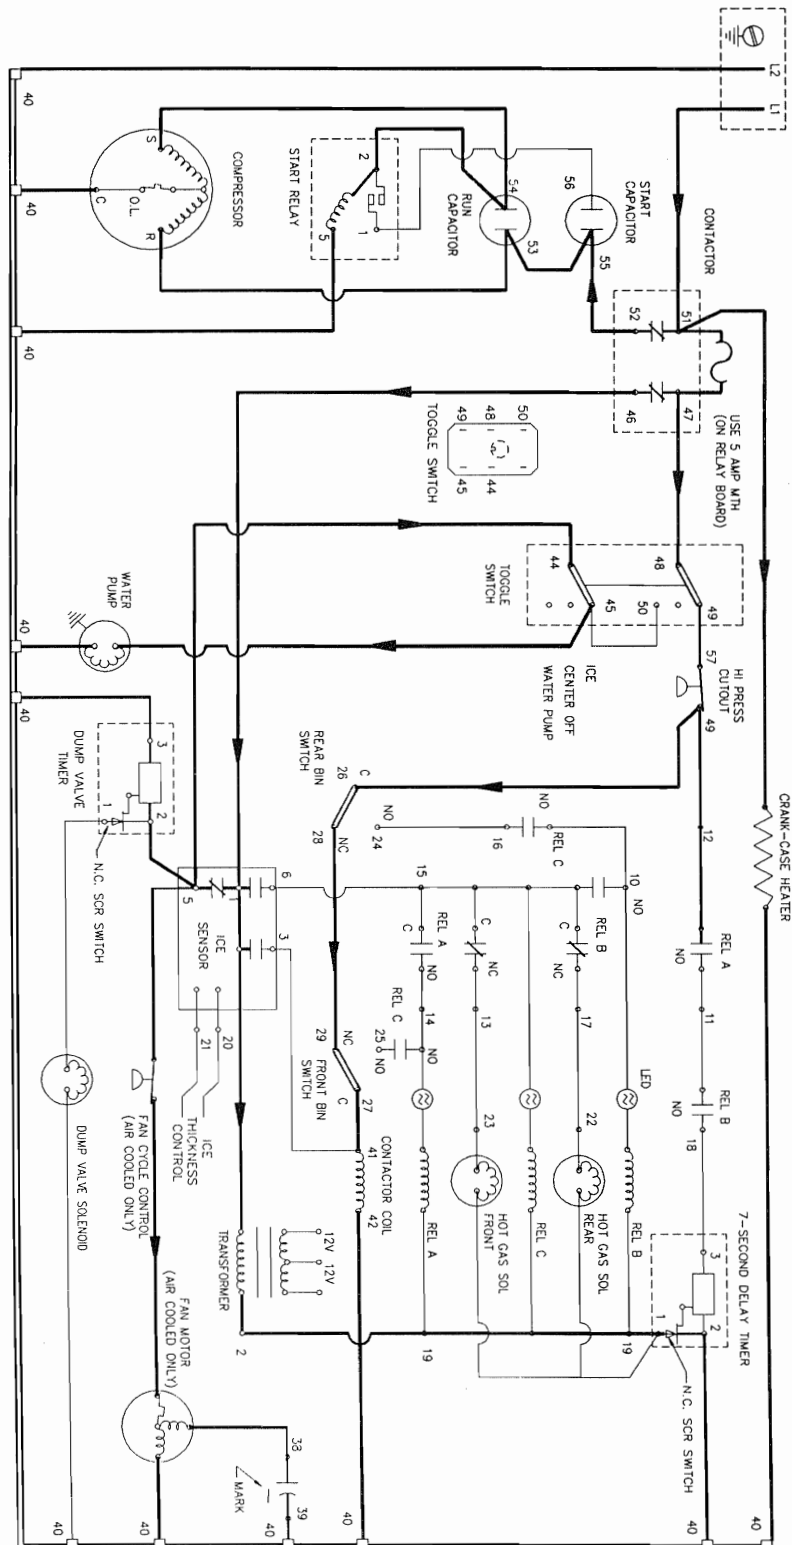 L2
L1
40
40
40
COMPRESSOR
S
C
O.L.
R
START RELAY
2
1
5
RUN
CAPACITOR
54
53
START
CAPACITOR
56
55
CONTACTOR
52
51
46
47
USE 5 AMP MTH
(ON RELAY BOARD)
TOGGLE SWITCH
50
48
49
44
45
TOGGLE
SWITCH
44
45
48
50
49
ICE
CENTER OFF
WATER PUMP
HI PRESS
CUTOUT
57
49
CRANK-CASE HEATER
WATER
PUMP
40
40
DUMP VALVE
TIMER
3
1
2
N.C. SCR SWITCH
REAR BIN
SWITCH
26
C
28
NC
NO
24
16
NO
REL C
12
REL A
NO
11
REL B
NO
18
10
NO
REL B
C
NC
17
C
NC
13
15
REL A
C
NO
14
REL C
25
NO
6
3
1
5
ICE
SENSOR
20
21
ICE
THICKNESS
CONTROL
29
NC
FRONT BIN
SWITCH
C
27
CONTACTOR COIL
41
42
LED
22
23
HOT GAS SOL
REAR
HOT GAS SOL
FRONT
REL A
REL C
REL B
7-SECOND DELAY TIMER
3
1
2
N.C. SCR SWITCH
19
19
2
TRANSFORMER
12V
12V
DUMP VALVE SOLENOID
FAN CYCLE CONTROL
(AIR COOLED ONLY)
FAN MOTOR
(AIR COOLED ONLY)
38
39
MARK
40
40
40
40
40